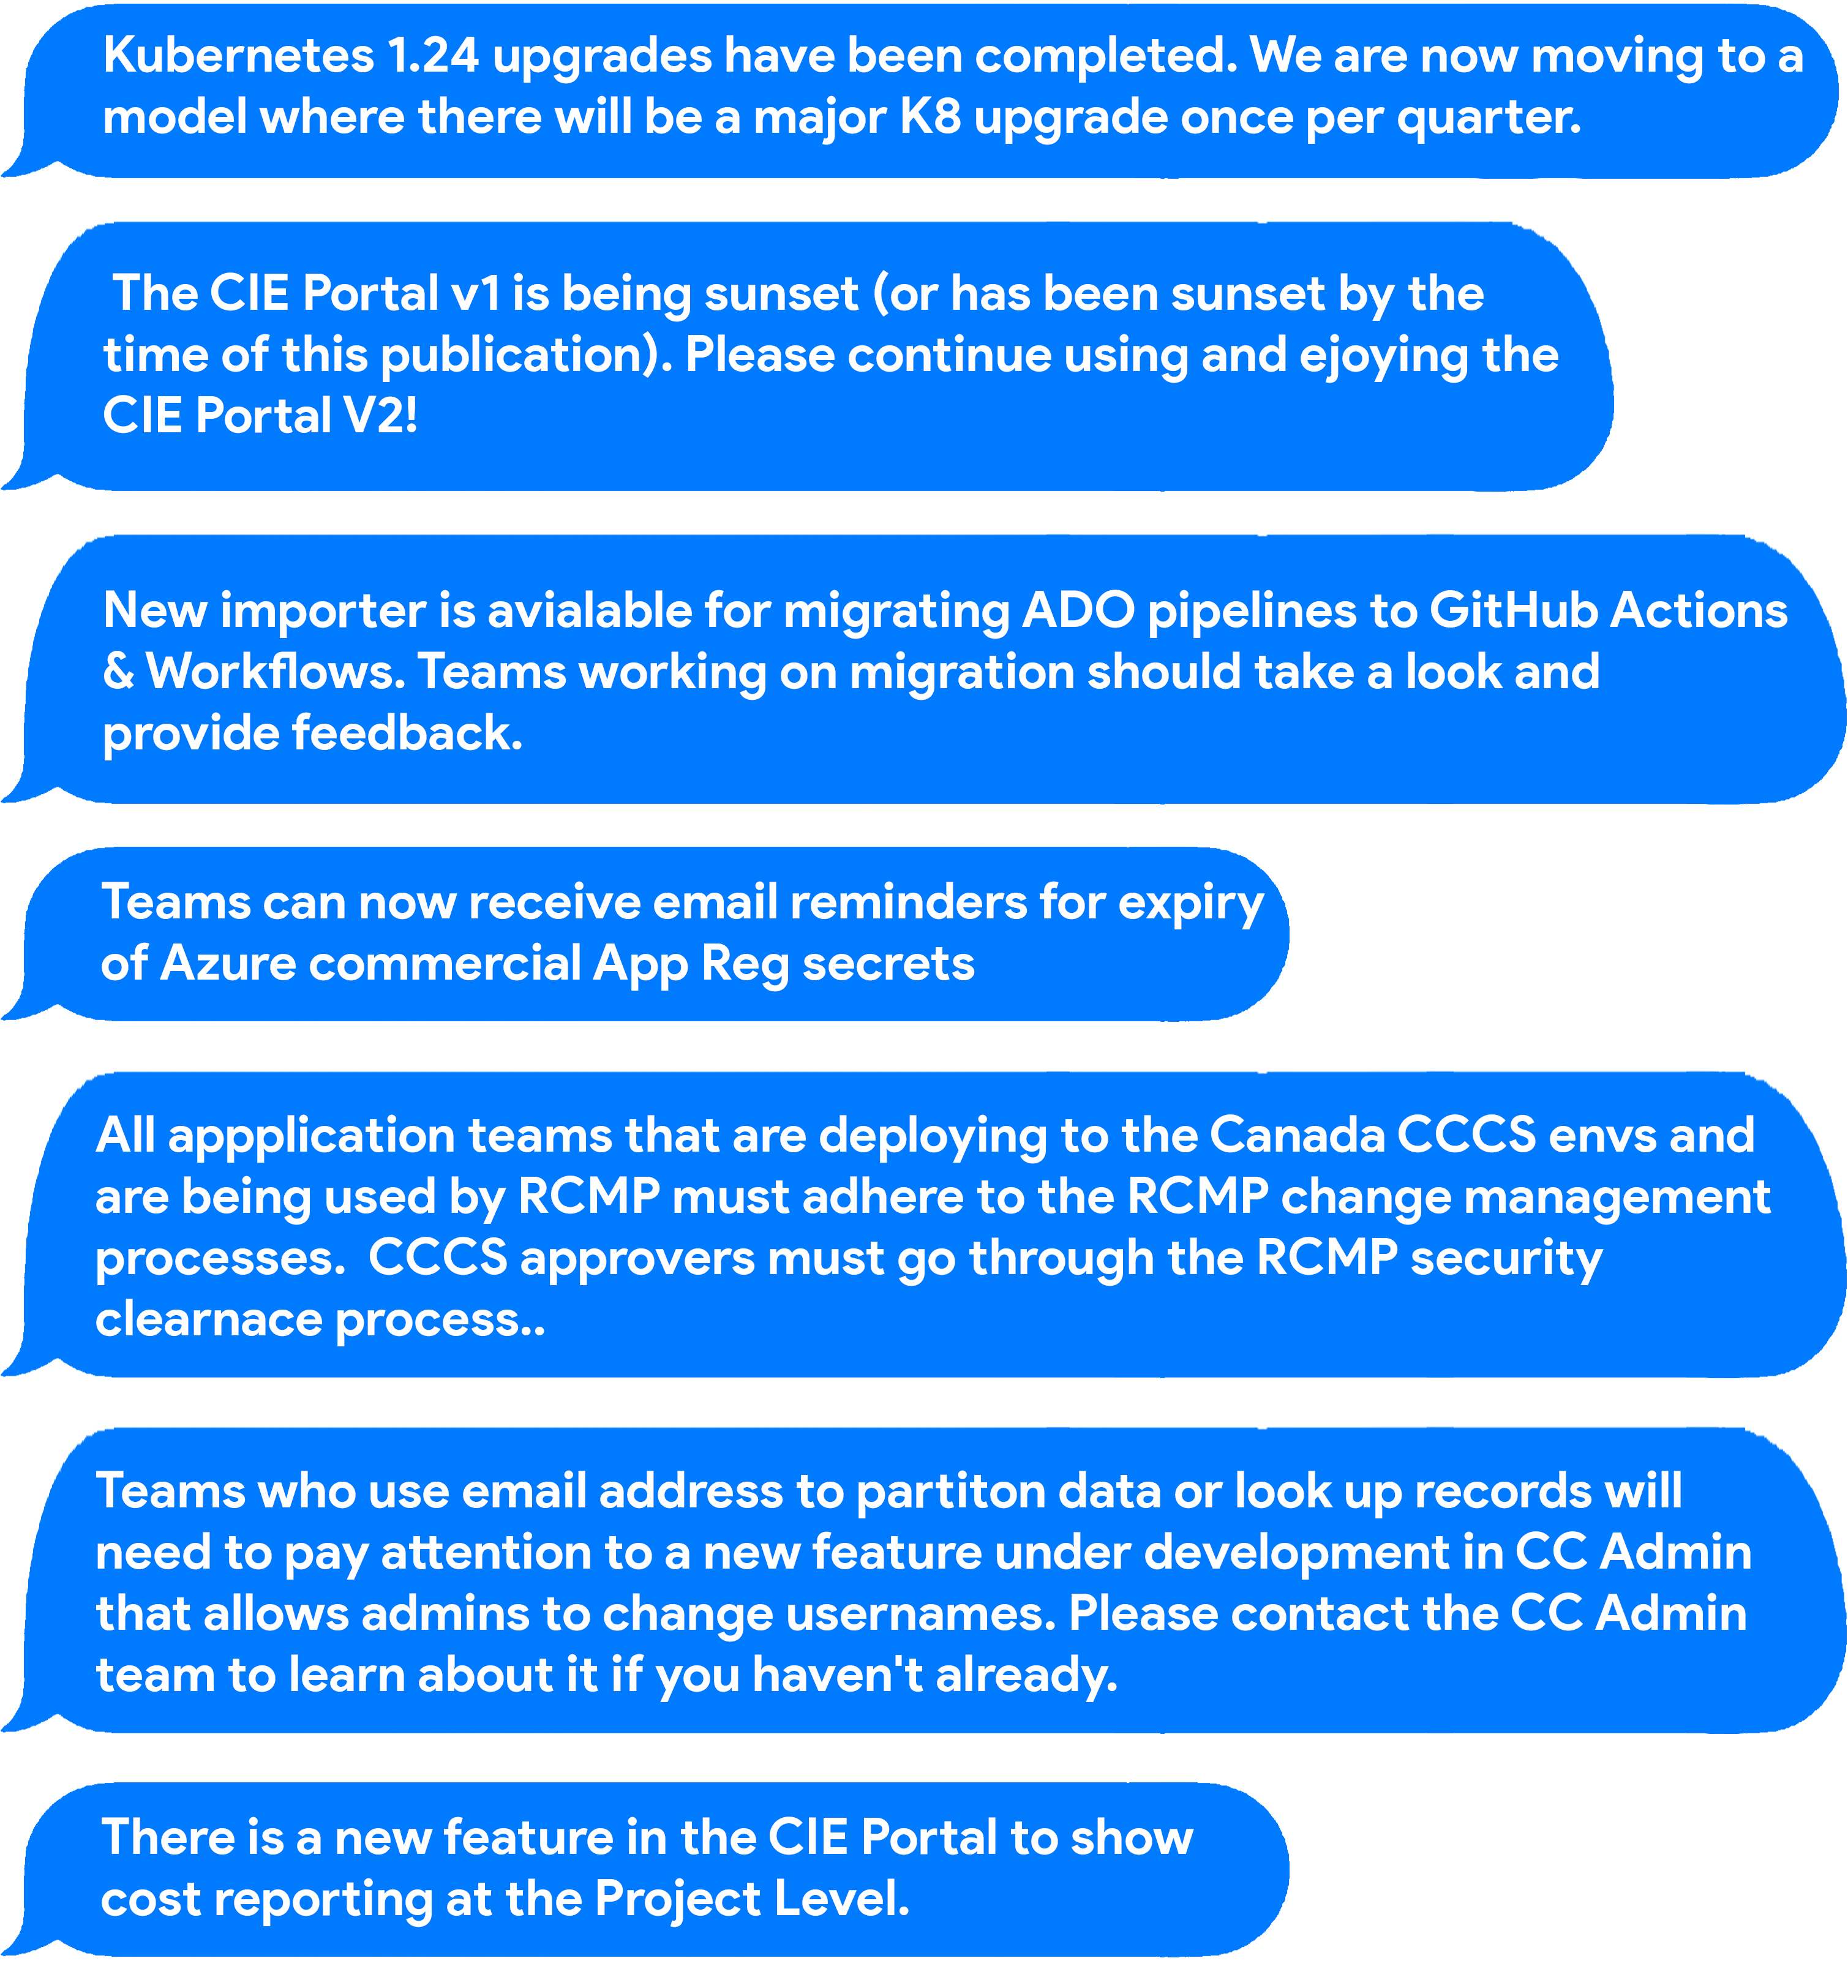 Kubernetes 1.24 upgrades have been completed. We are now moving to a
model where there will be a major K8 upgrade once per quarter.
The CIE Portal v1 is being sunset (or has been sunset by the
time of this publication). Please continue using and ejoying the
CIE Portal V2!
New importer is avialable for migrating ADO pipelines to GitHub Actions
& Workflows. Teams working on migration should take a look and
provide feedback.
Teams can now receive email reminders for expiry
of Azure commercial App Reg secrets
All appplication teams that are deploying to the Canada CCCS envs and
are being used by RCMP must adhere to the RCMP change management
processes.  CCCS approvers must go through the RCMP security
clearnace process..
Teams who use email address to partiton data or look up records will
need to pay attention to a new feature under development in CC Admin
that allows admins to change usernames. Please contact the CC Admin
team to learn about it if you haven't already.
There is a new feature in the CIE Portal to show
cost reporting at the Project Level.